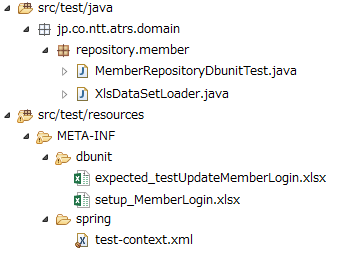 src/test/java
jp.co.ntt.atrs.domain
repository.member
MemberRepositoryDbunitTest.java
XlsDataSetLoader.java
src/test/resources
META-INF
dbunit
expected_testUpdateMemberLogin.xlsx
setup_MemberLogin.xlsx
spring
test-context.xml